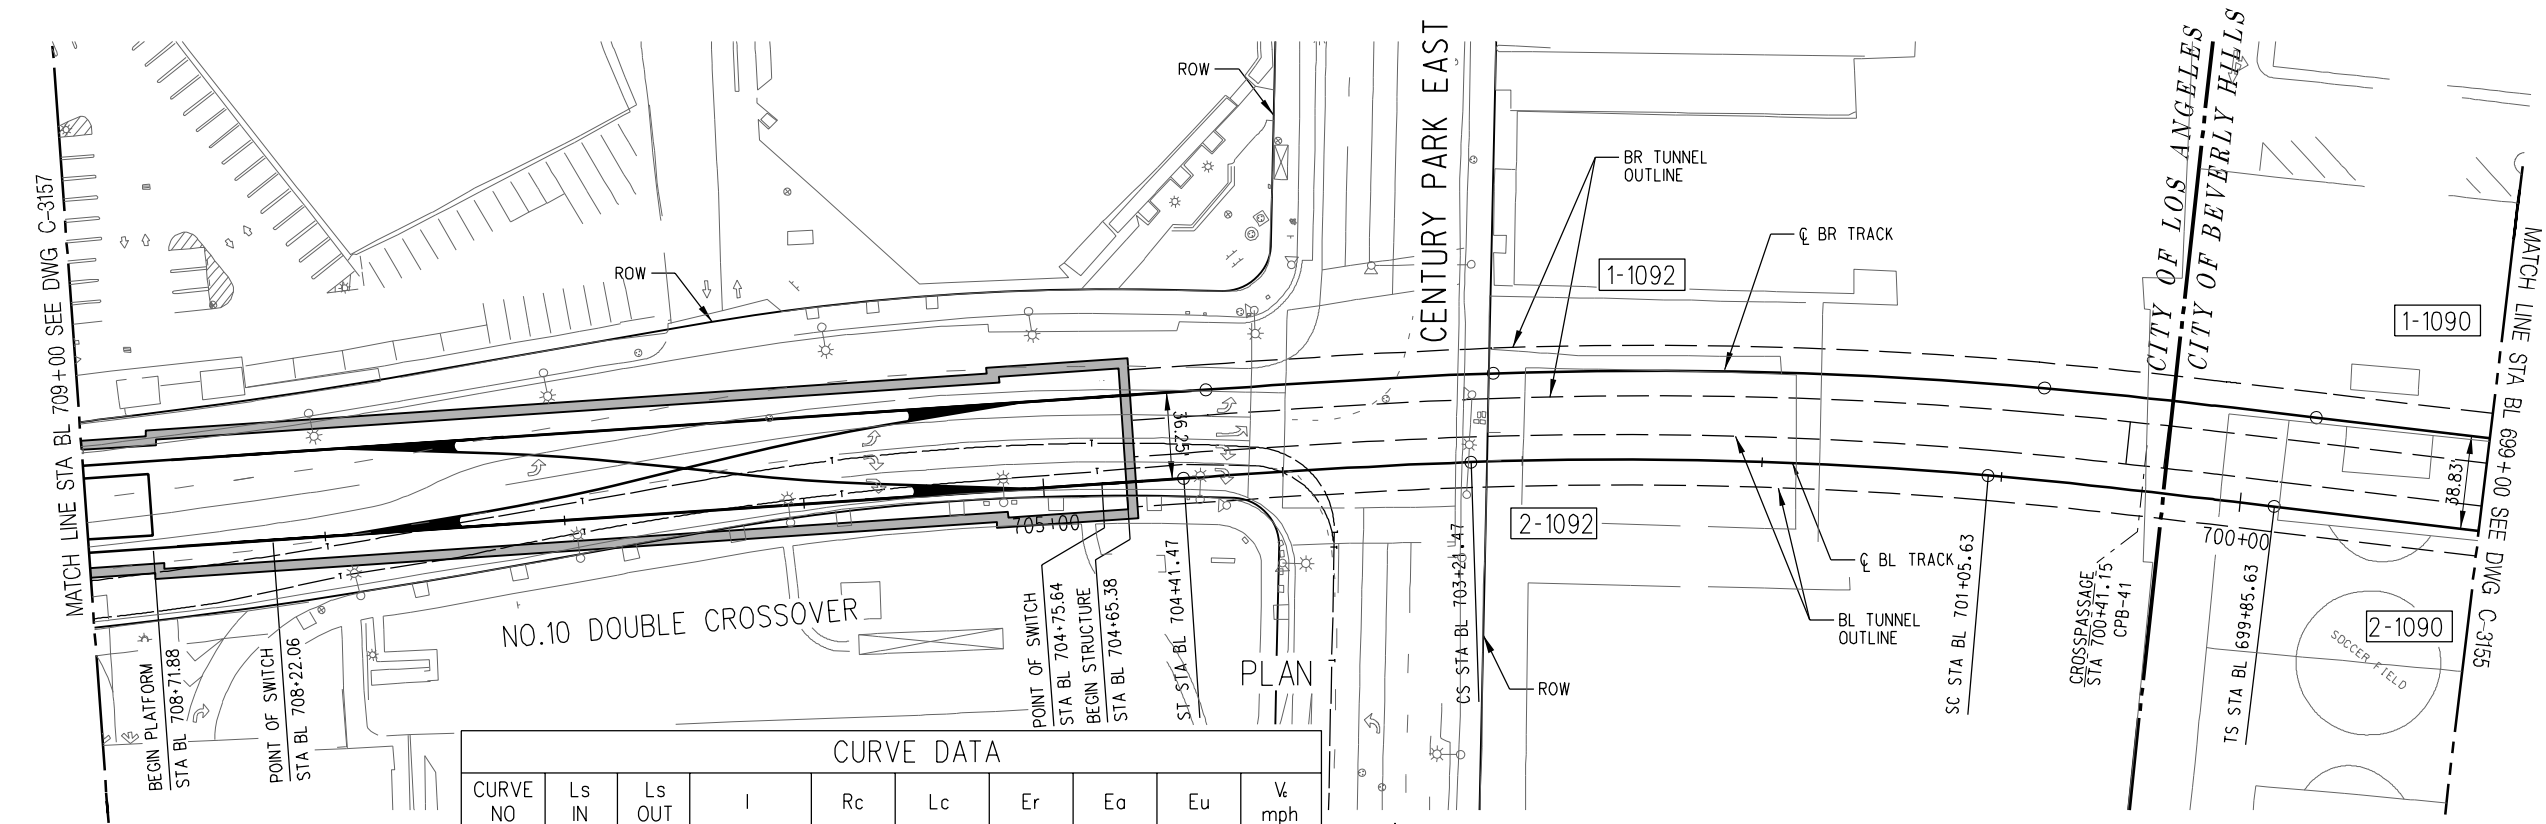 MATCH LINE STA BL 709+00 SEE DWG C-3157
ROW
ROW
CENTURY PARK EAST
BR TUNNEL
OUTLINE
℄ BR TRACK
1-1092
CITY OF LOS ANGELES
CITY OF BEVERLY HILLS
1-1090
MATCH LINE STA BL 699+00 SEE DWG C-3155
36.25'
38.83'
705+00
700+00
2-1092
℄ BL TRACK
BL TUNNEL
OUTLINE
2-1090
SOCCER FIELD
NO.10 DOUBLE CROSSOVER
BEGIN PLATFORM
STA BL 708+71.88
POINT OF SWITCH
STA BL 708+22.06
POINT OF SWITCH
STA BL 704+75.64
BEGIN STRUCTURE
STA BL 704+65.38
ST STA BL 704+41.47
PLAN
CS STA BL 703+21.47
ROW
SC STA BL 701+05.63
CROSSPASSAGE
STA 700+41.15
CPB-41
TS STA BL 699+85.63
CURVE DATA
CURVE NO
Ls IN
Ls OUT
I
Rc
Lc
Er
Ea
Eu
Vc mph